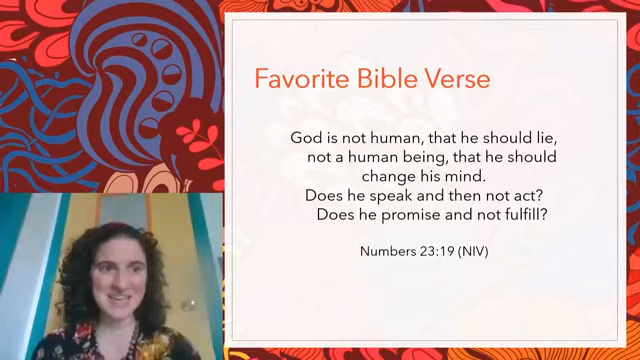 Favorite Bible Verse
God is not human, that he should lie,
not a human being, that he should
change his mind.
Does he speak and then not act?
Does he promise and not fulfill?
Numbers 23:19 (NIV)